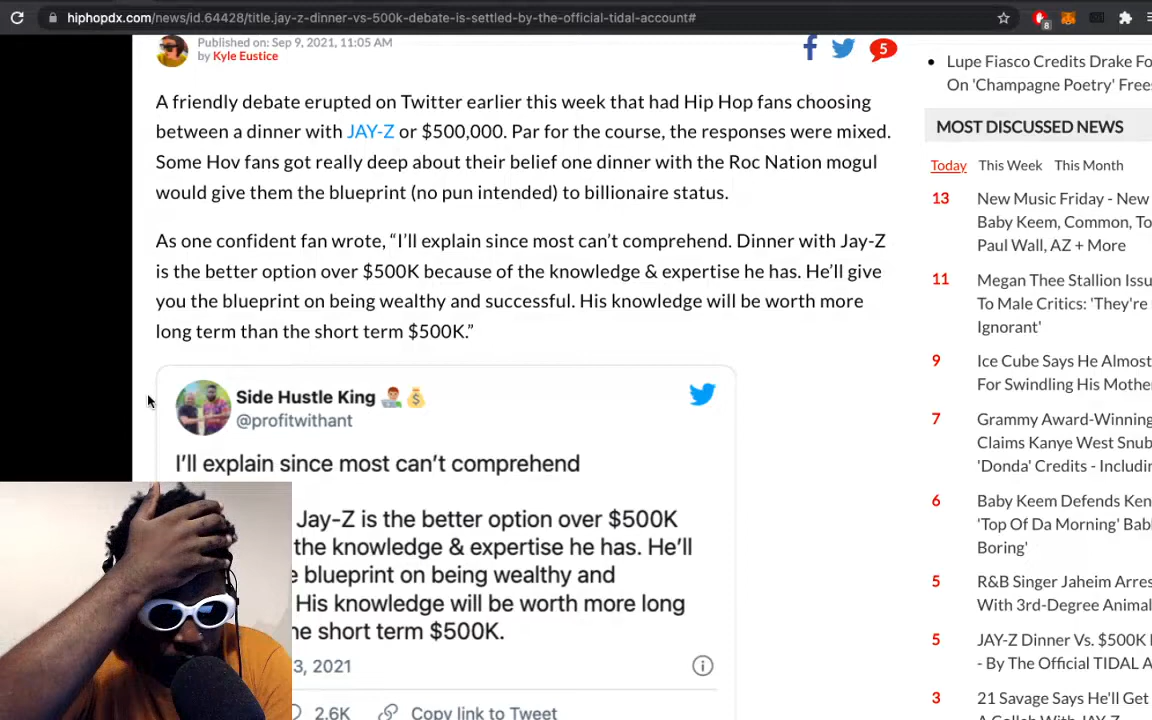 hiphopdx.com/news/id.64428/title.jay-z-dinner-vs-500k-debate-is-settled-by-the-official-tidal-account#
8
Published on: Sep 9, 2021, 11:05 AM
by Kyle Eustice
5
A friendly debate erupted on Twitter earlier this week that had Hip Hop fans choosing
between a dinner with JAY-Z or $500,000. Par for the course, the responses were mixed.
Some Hov fans got really deep about their belief one dinner with the Roc Nation mogul
would give them the blueprint (no pun intended) to billionaire status.
As one confident fan wrote, “I’ll explain since most can’t comprehend. Dinner with Jay-Z
is the better option over $500K because of the knowledge & expertise he has. He’ll give
you the blueprint on being wealthy and successful. His knowledge will be worth more
long term than the short term $500K.”
Side Hustle King
@profitwithant
I’ll explain since most can’t comprehend
Jay-Z is the better option over $500K
the knowledge & expertise he has. He’ll
e blueprint on being wealthy and
His knowledge will be worth more long
he short term $500K.
3, 2021
2.6K Copy link to Tweet
Lupe Fiasco Credits Drake Fo
On 'Champagne Poetry' Frees
MOST DISCUSSED NEWS
Today This Week This Month
13 New Music Friday - New
Baby Keem, Common, To
Paul Wall, AZ + More
11 Megan Thee Stallion Issu
To Male Critics: 'They're
Ignorant'
9 Ice Cube Says He Almost
For Swindling His Mothe
7 Grammy Award-Winning
Claims Kanye West Snub
'Donda' Credits - Includin
6 Baby Keem Defends Ken
'Top Of Da Morning' Bab
Boring'
5 R&B Singer Jaheim Arres
With 3rd-Degree Animal
5 JAY-Z Dinner Vs. $500K
- By The Official TIDAL A
3 21 Savage Says He'll Get
A Collab With JAY-Z